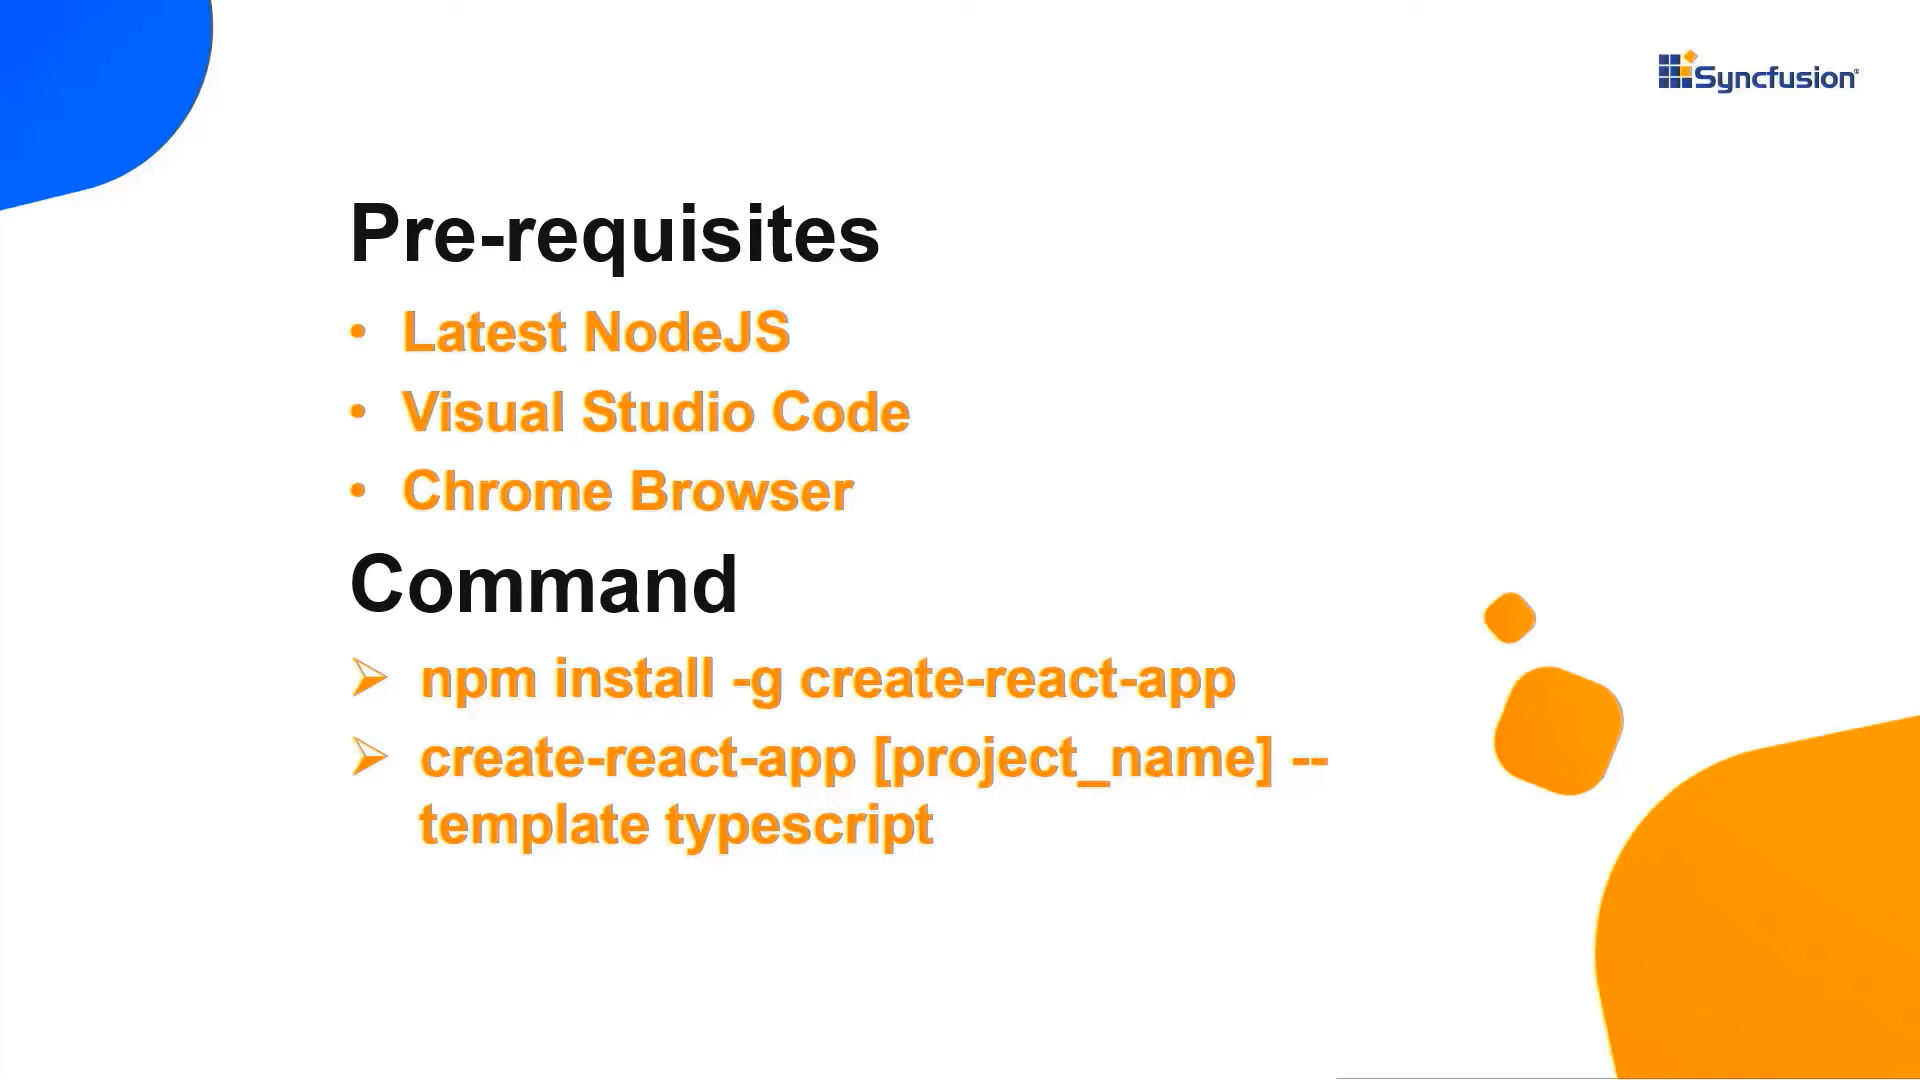 Syncfusion®
Pre-requisites
• Latest NodeJS
• Visual Studio Code
• Chrome Browser
Command
➢ npm install -g create-react-app
➢ create-react-app [project_name] --
template typescript